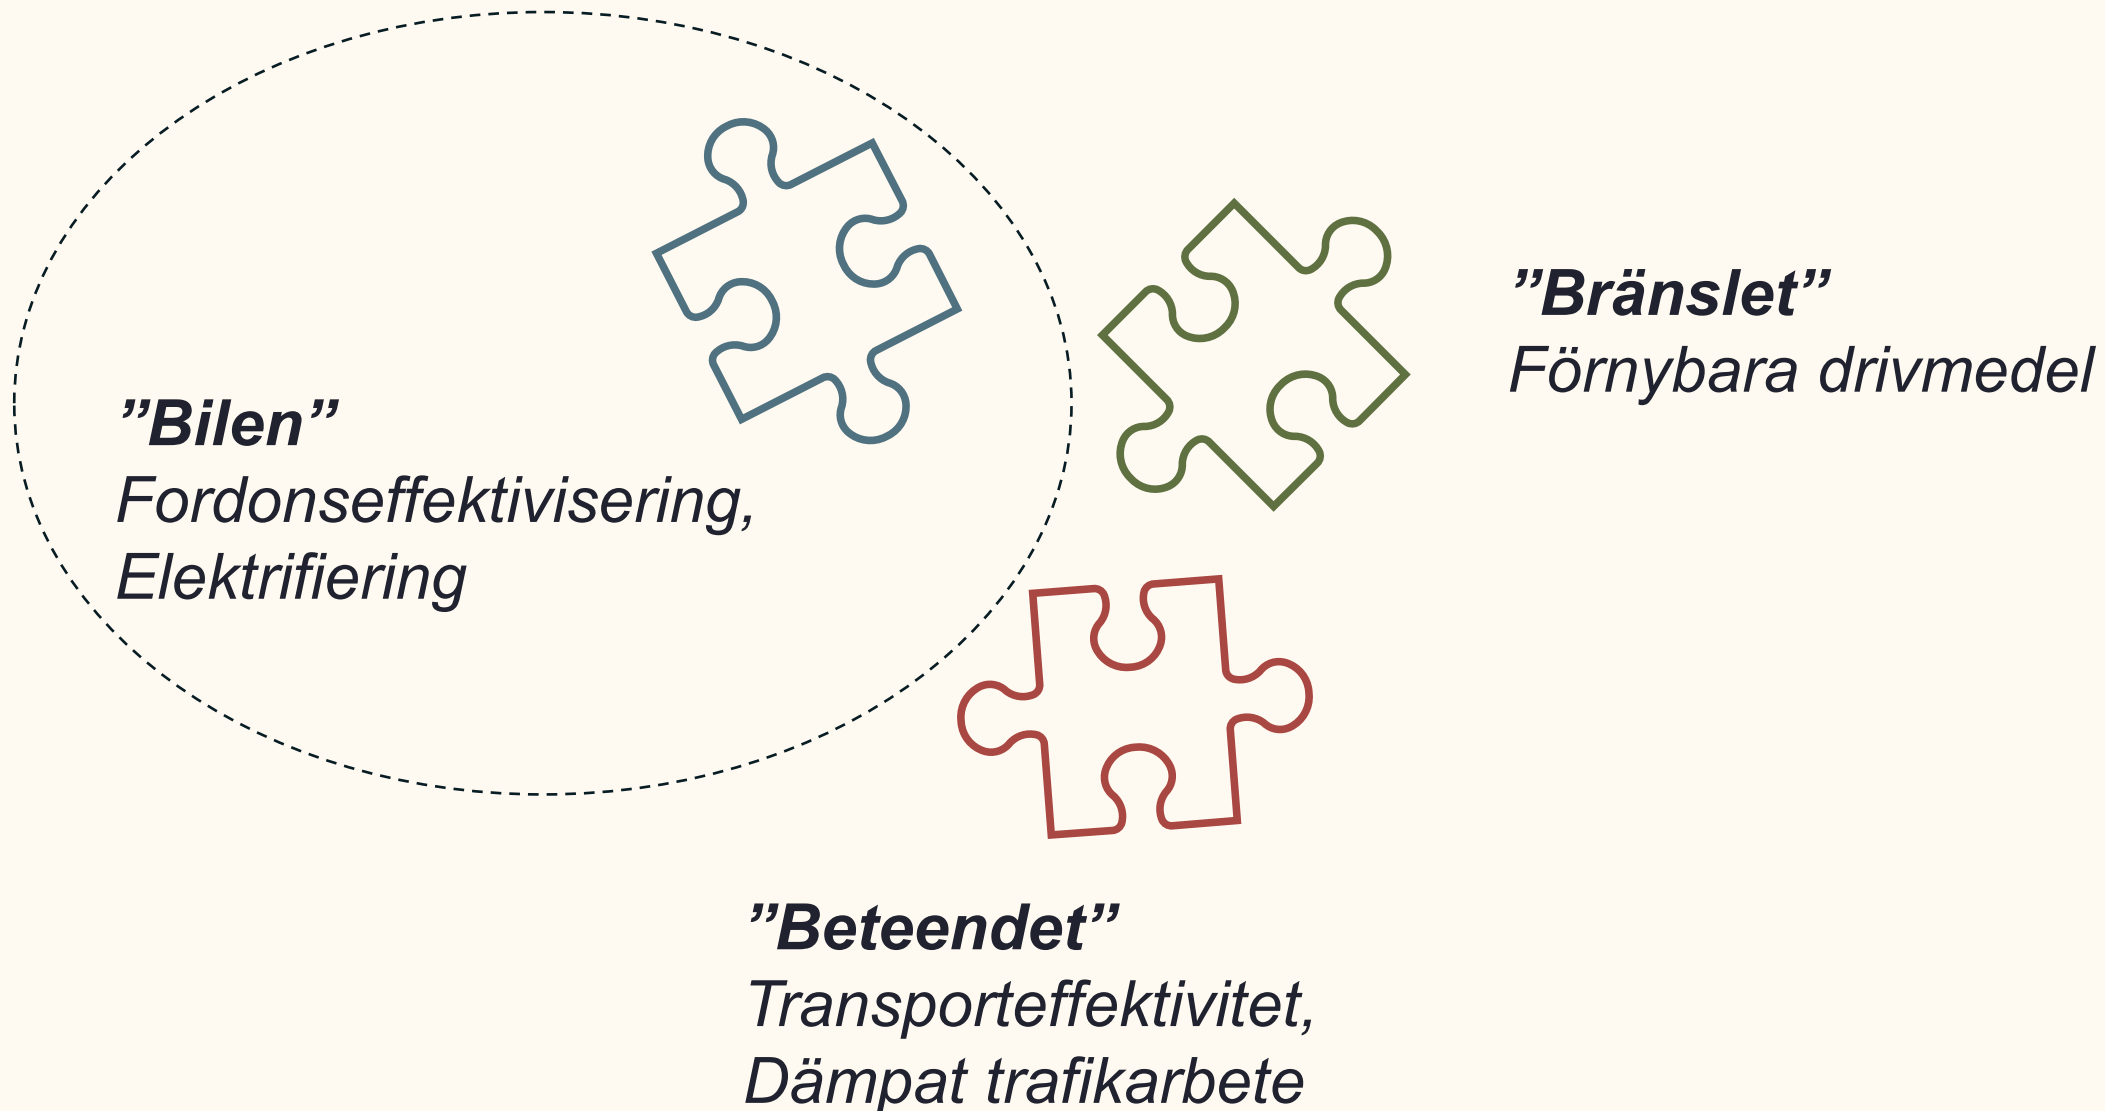 ”Bilen”
Fordonseffektivisering,
Elektrifiering
”Bränslet”
Förnybara drivmedel
”Beteendet”
Transporteffektivitet,
Dämpat trafikarbete